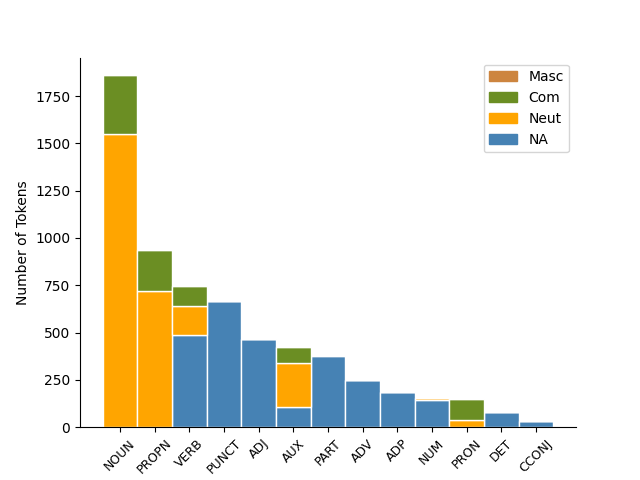 Masc
Com
Neut
NA
Number of Tokens
1750
1500
1250
1000
750
500
250
0
NOUN
PROPN
VERB
PUNCT
ADJ
AUX
PART
ADV
ADP
NUM
PRON
DET
CCONJ